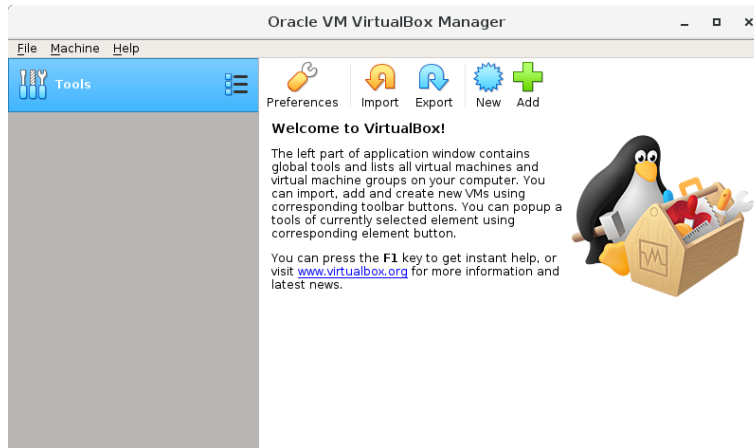 Oracle VM VirtualBox Manager
File Machine Help
Tools
Preferences Import Export New Add
Welcome to VirtualBox!
The left part of application window contains
global tools and lists all virtual machines and
virtual machine groups on your computer. You
can import, add and create new VMs using
corresponding toolbar buttons. You can popup a
tools of currently selected element using
corresponding element button.
You can press the F1 key to get instant help, or
visit www.virtualbox.org for more information and
latest news.